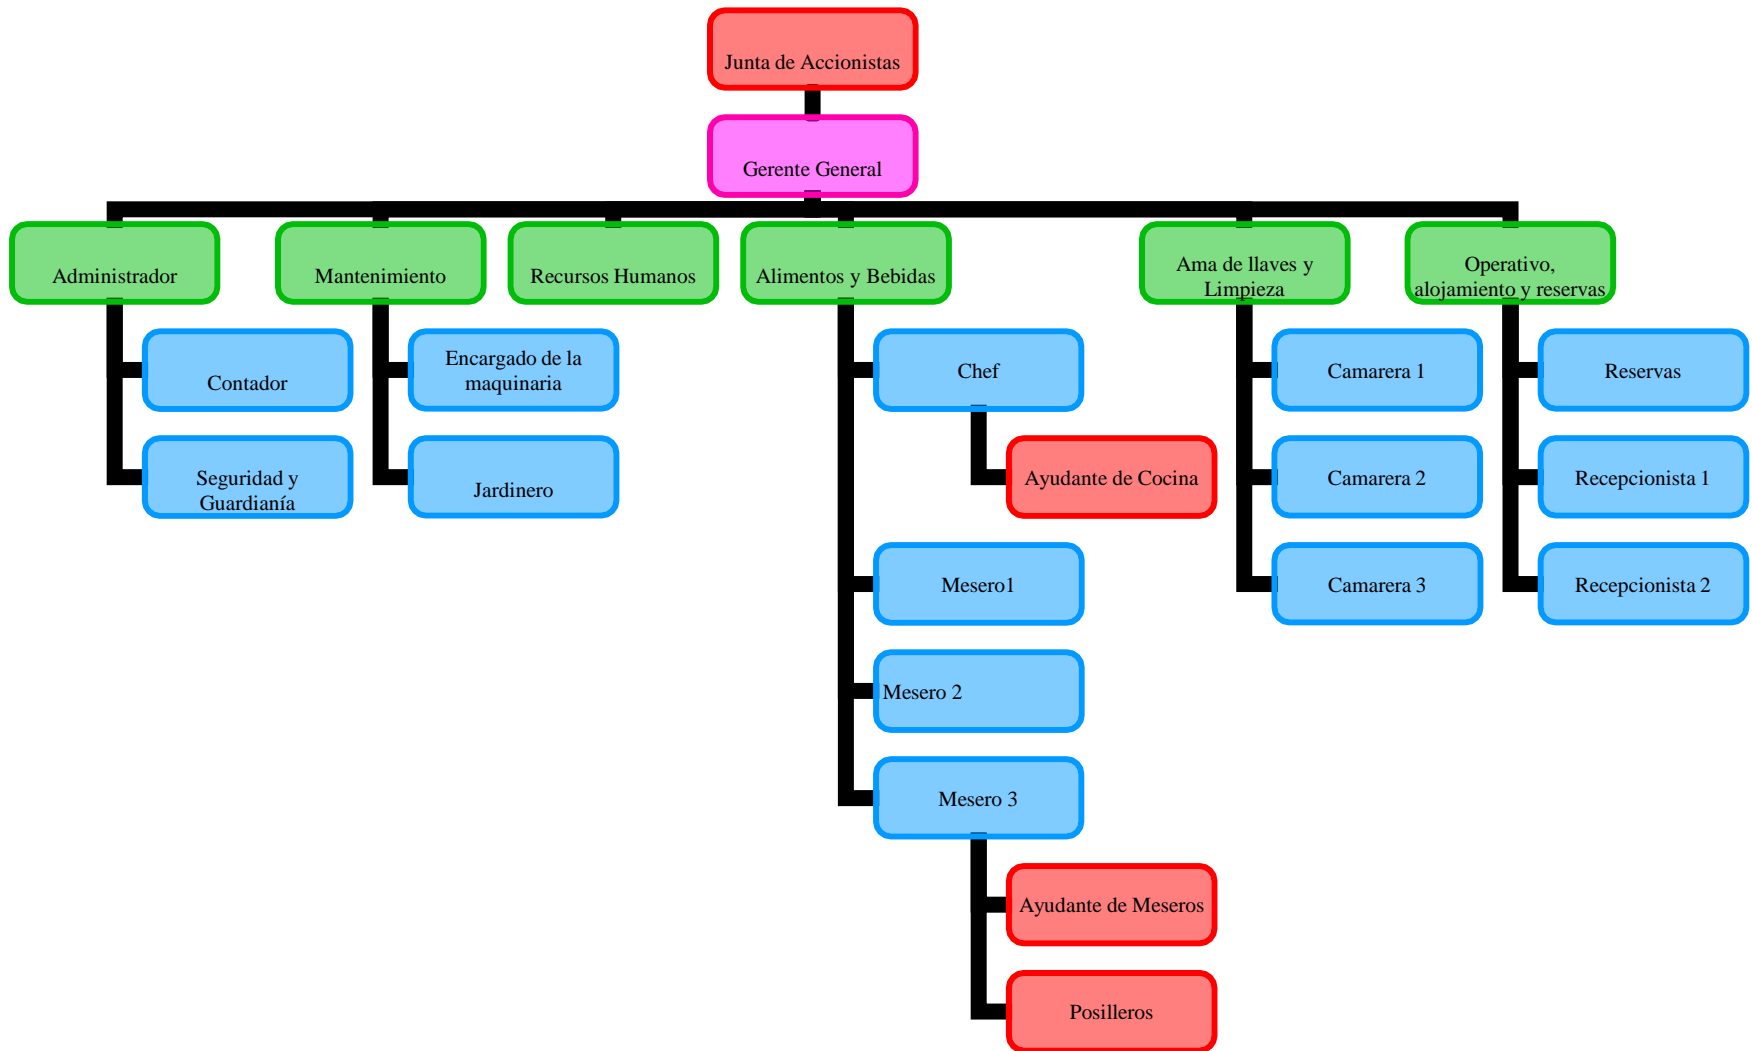 Junta de Accionistas
Gerente General
Administrador
Mantenimiento
Recursos Humanos
Alimentos y Bebidas
Ama de llaves y
Limpieza
Operativo,
alojamiento y reservas
Contador
Seguridad y
Guardianía
Encargado de la
maquinaria
Jardinero
Chef
Ayudante de Cocina
Mesero1
Mesero 2
Mesero 3
Ayudante de Meseros
Posilleros
Camarera 1
Camarera 2
Camarera 3
Reservas
Recepcionista 1
Recepcionista 2